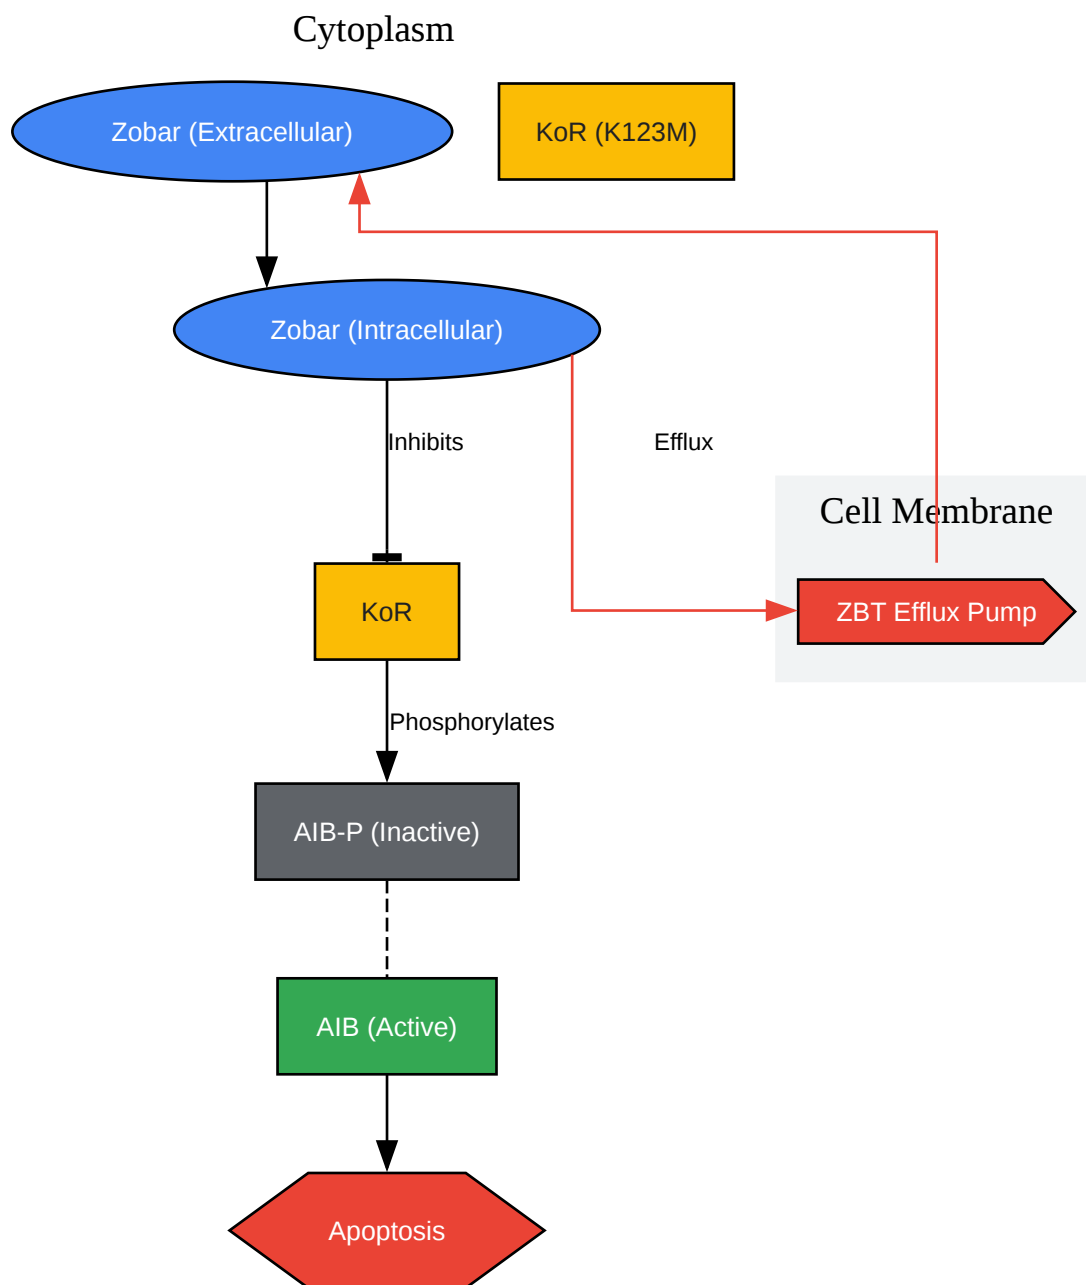 Cytoplasm
Zobar (Extracellular)
KoR (K123M)
Zobar (Intracellular)
Inhibits
Efflux
Cell Membrane
KoR
ZBT Efflux Pump
Phosphorylates
AIB-P (Inactive)
AIB (Active)
Apoptosis